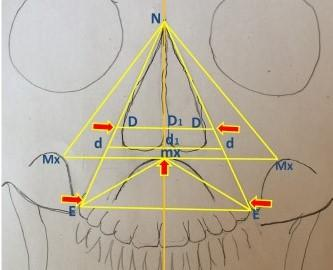 N
D D1 D
d d1 d
Mx mx Mx
E E